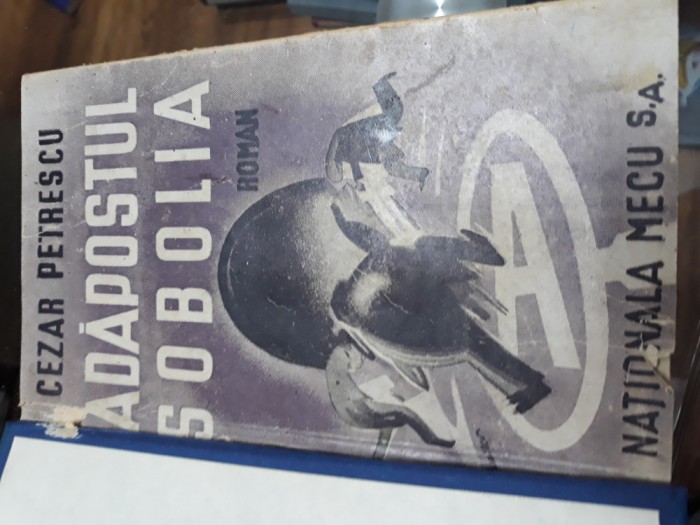 CEZAR PETRESCU
ADĂPOSTUL
SOBOLIA
ROMAN
A
NAȚIONALA MECU S.A.